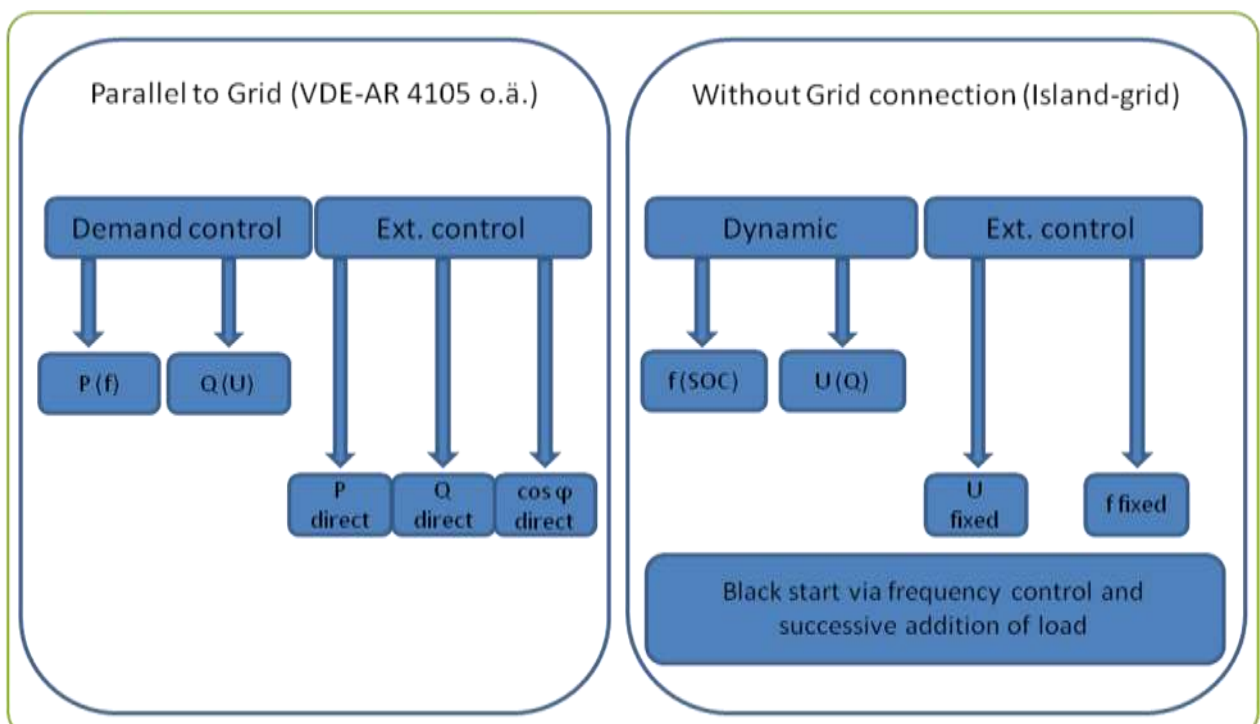 Parallel to Grid (VDE-AR 4105 o.ä.)
Demand control
Ext. control
P (f)
Q (U)
P
direct
Q
direct
cos φ
direct
Without Grid connection (Island-grid)
Dynamic
Ext. control
f(SOC)
U (Q)
U
fixed
f fixed
Black start via frequency control and
successive addition of load